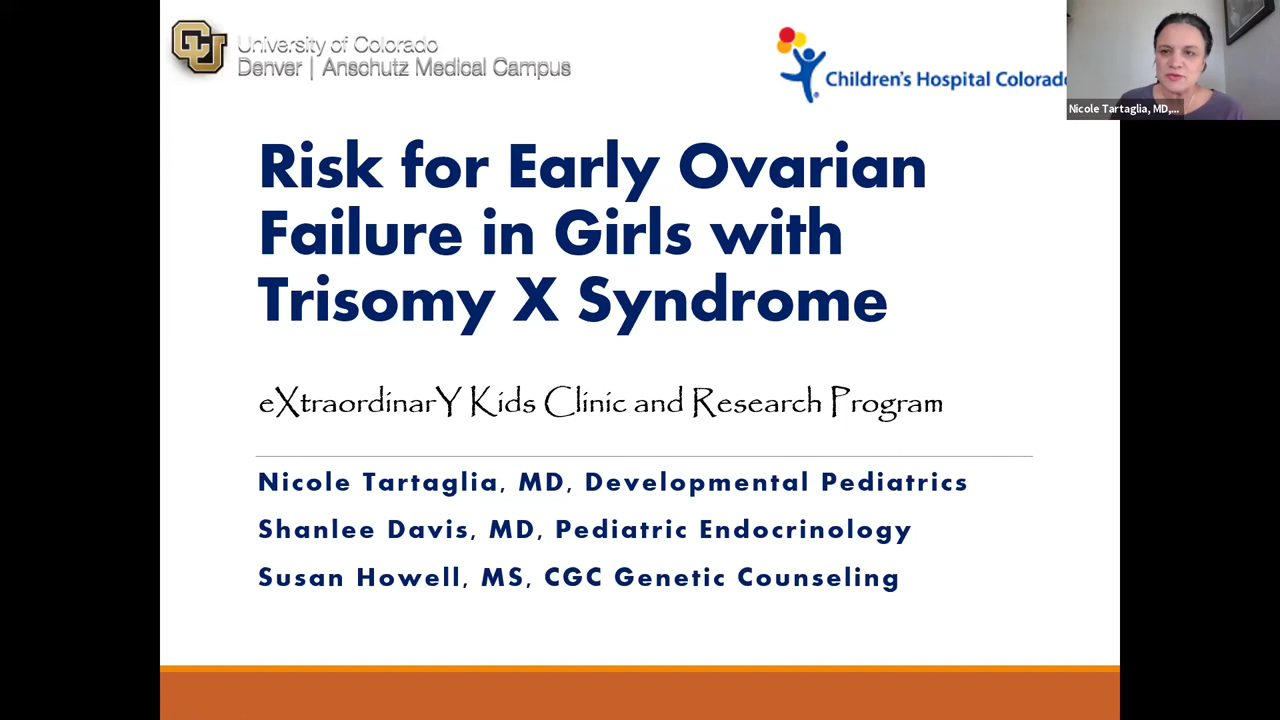 University of Colorado
Denver | Anschutz Medical Campus
Children's Hospital Colorado
Nicole Tartaglia, MD,...
Risk for Early Ovarian
Failure in Girls with
Trisomy X Syndrome
eXtraordinarY Kids Clinic and Research Program
Nicole Tartaglia, MD, Developmental Pediatrics
Shanlee Davis, MD, Pediatric Endocrinology
Susan Howell, MS, CGC Genetic Counseling